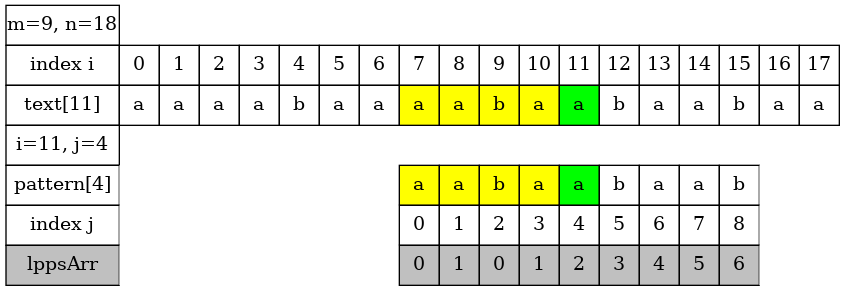 m=9, n=18
index i 0 1 2 3 4 5 6 7 8 9 10 11 12 13 14 15 16 17
text[11] a a a a b a a a a b a a b a a b a a
i=11, j=4
pattern[4] a a b a a b a a b
index j 0 1 2 3 4 5 6 7 8
lppsArr 0 1 0 1 2 3 4 5 6